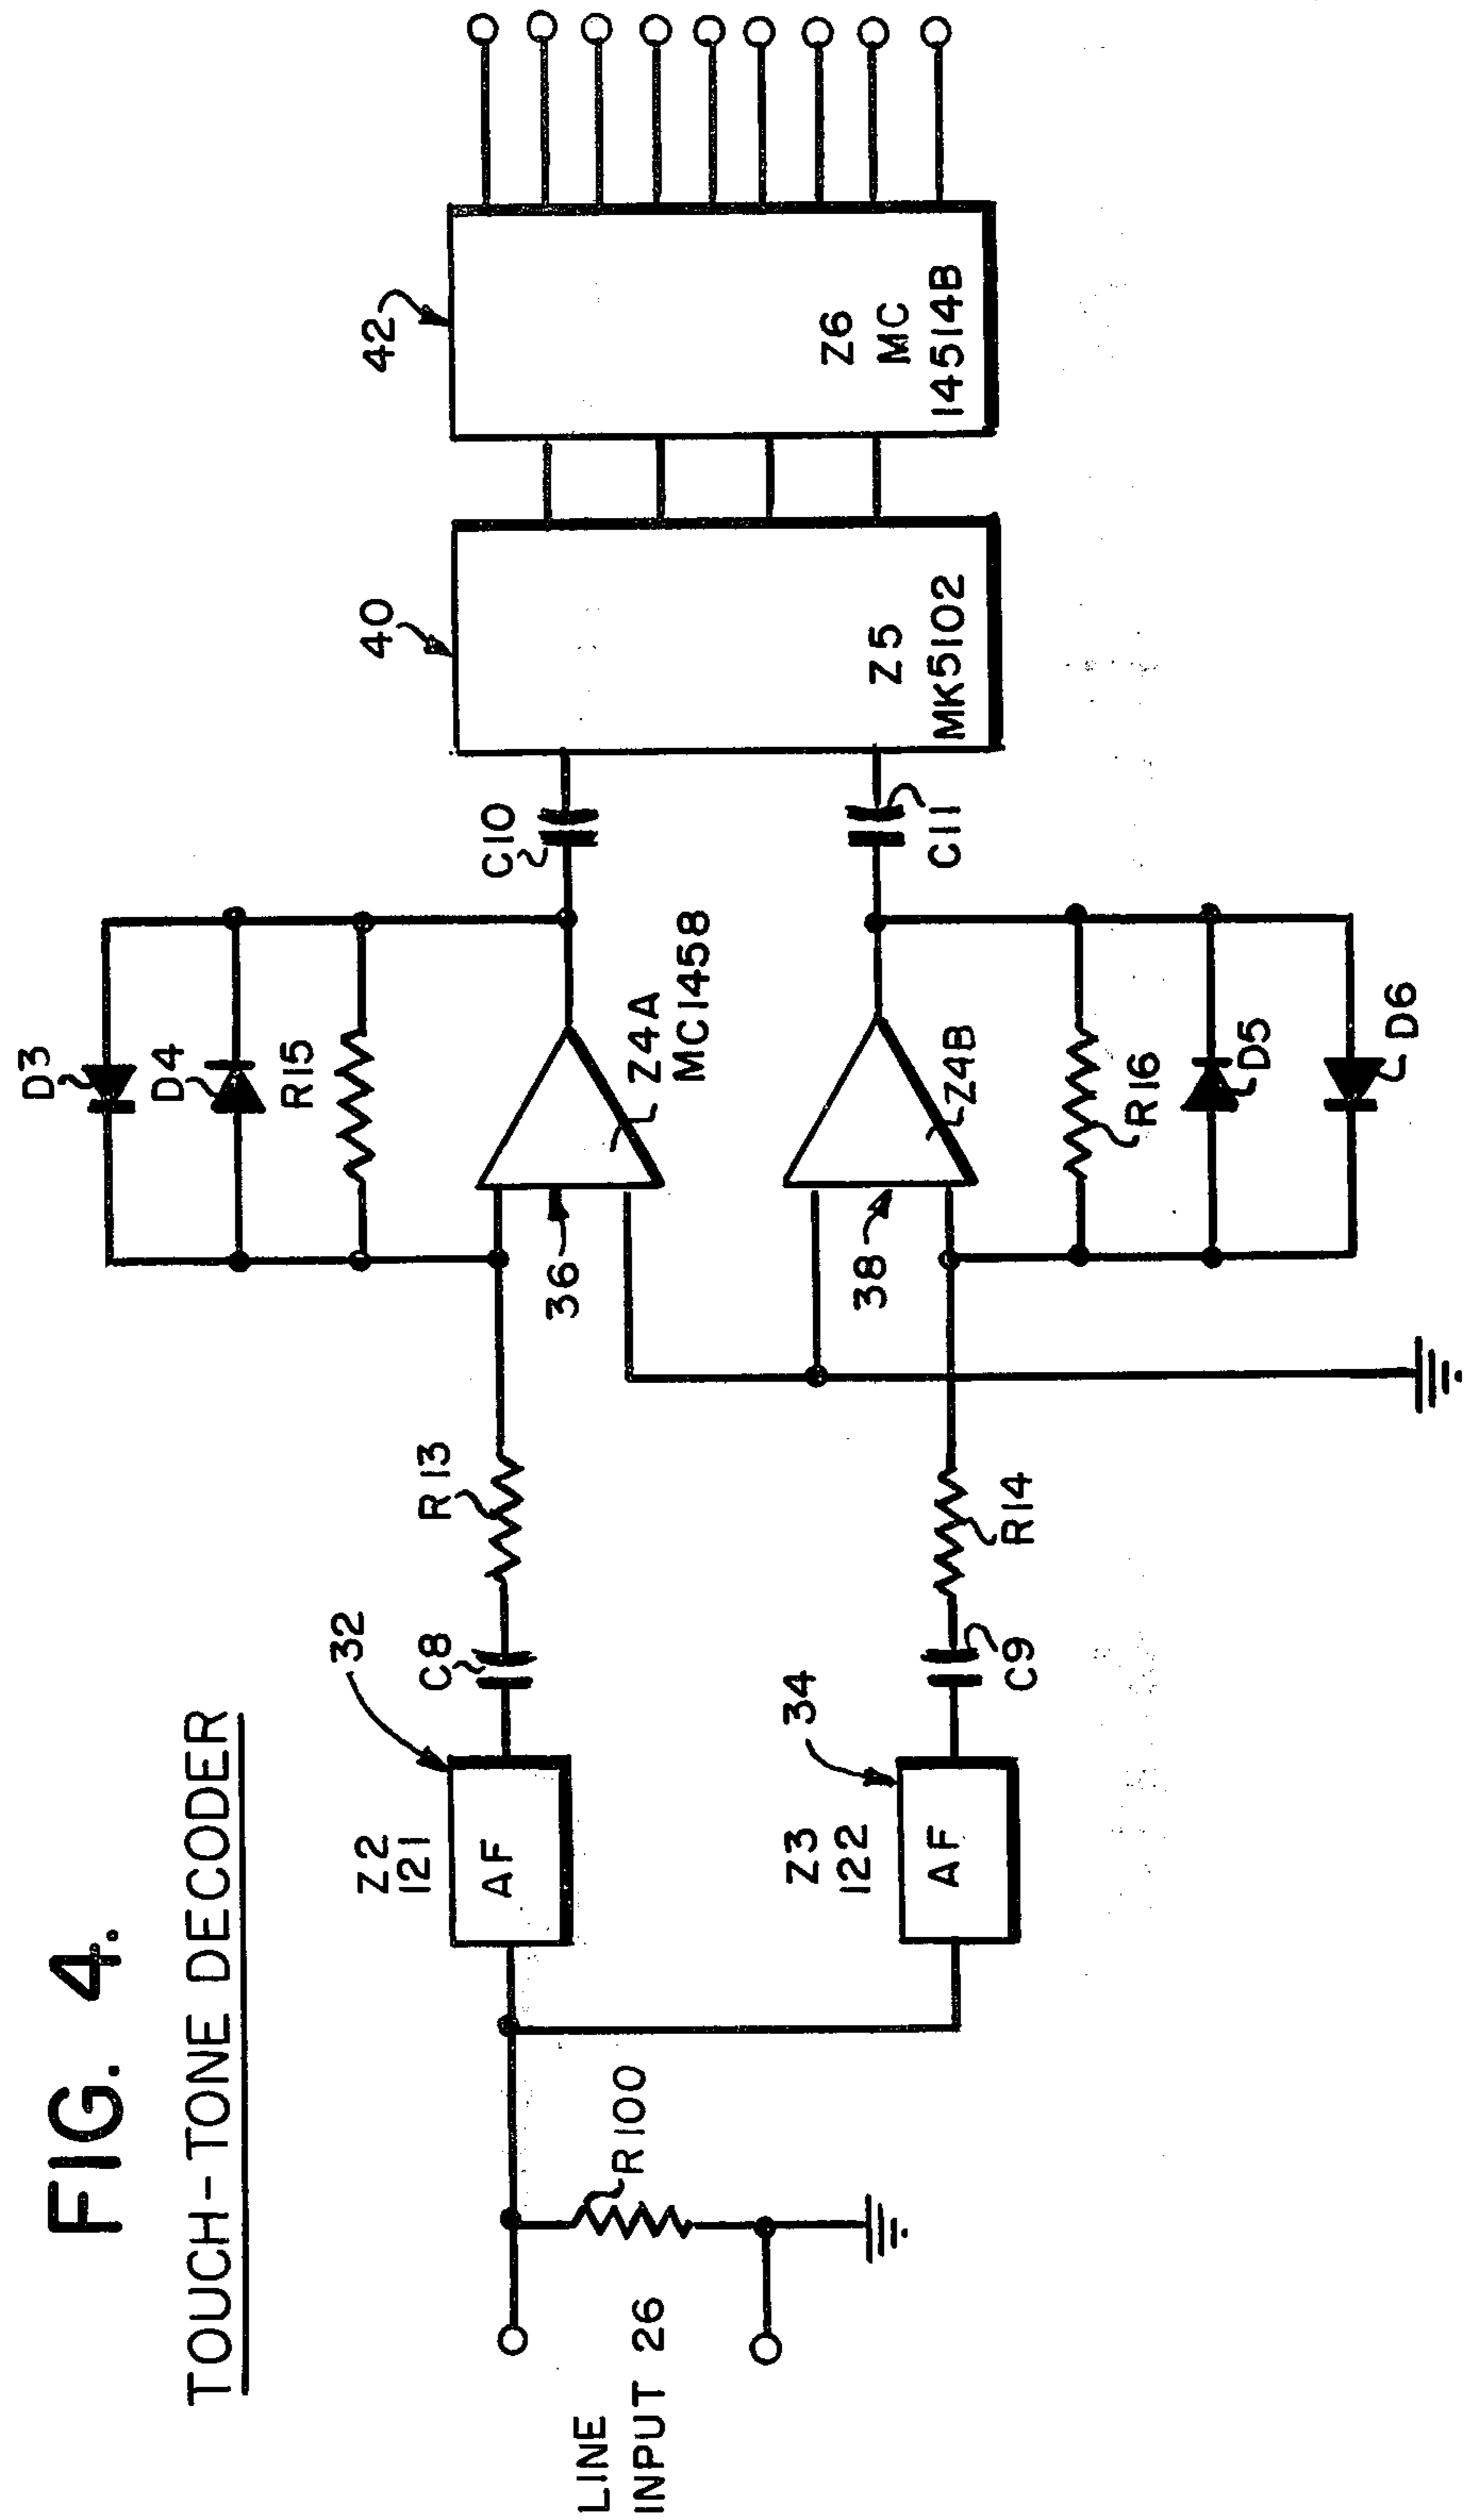 FIG. 4.
TOUCH-TONE DECODER
LINE
INPUT 26
R100
Z2
121
AF
32
Z3
122
AF
34
C8
R13
C9
R14
D3
D4
R15
36
Z4A
MC1458
38
Z4B
R16
D5
D6
C10
C11
40
Z5
MK5102
42
Z6
MC
14514B